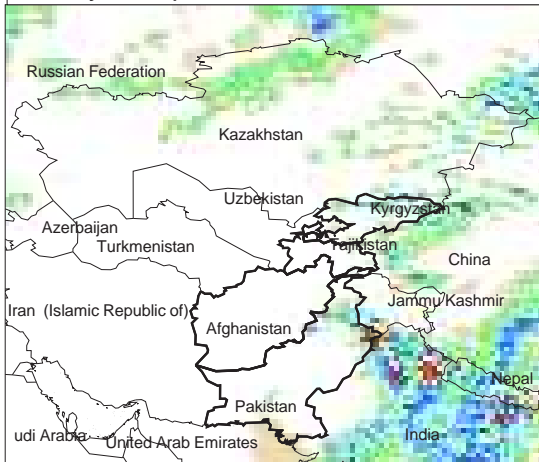 Russian Federation
Kazakhstan
Uzbekistan
Kyrgyzstan
Azerbaijan
Turkmenistan
Tajikistan
China
Iran (Islamic Republic of)
Jammu Kashmir
Afghanistan
Nepal
Pakistan
udi Arabia
United Arab Emirates
India